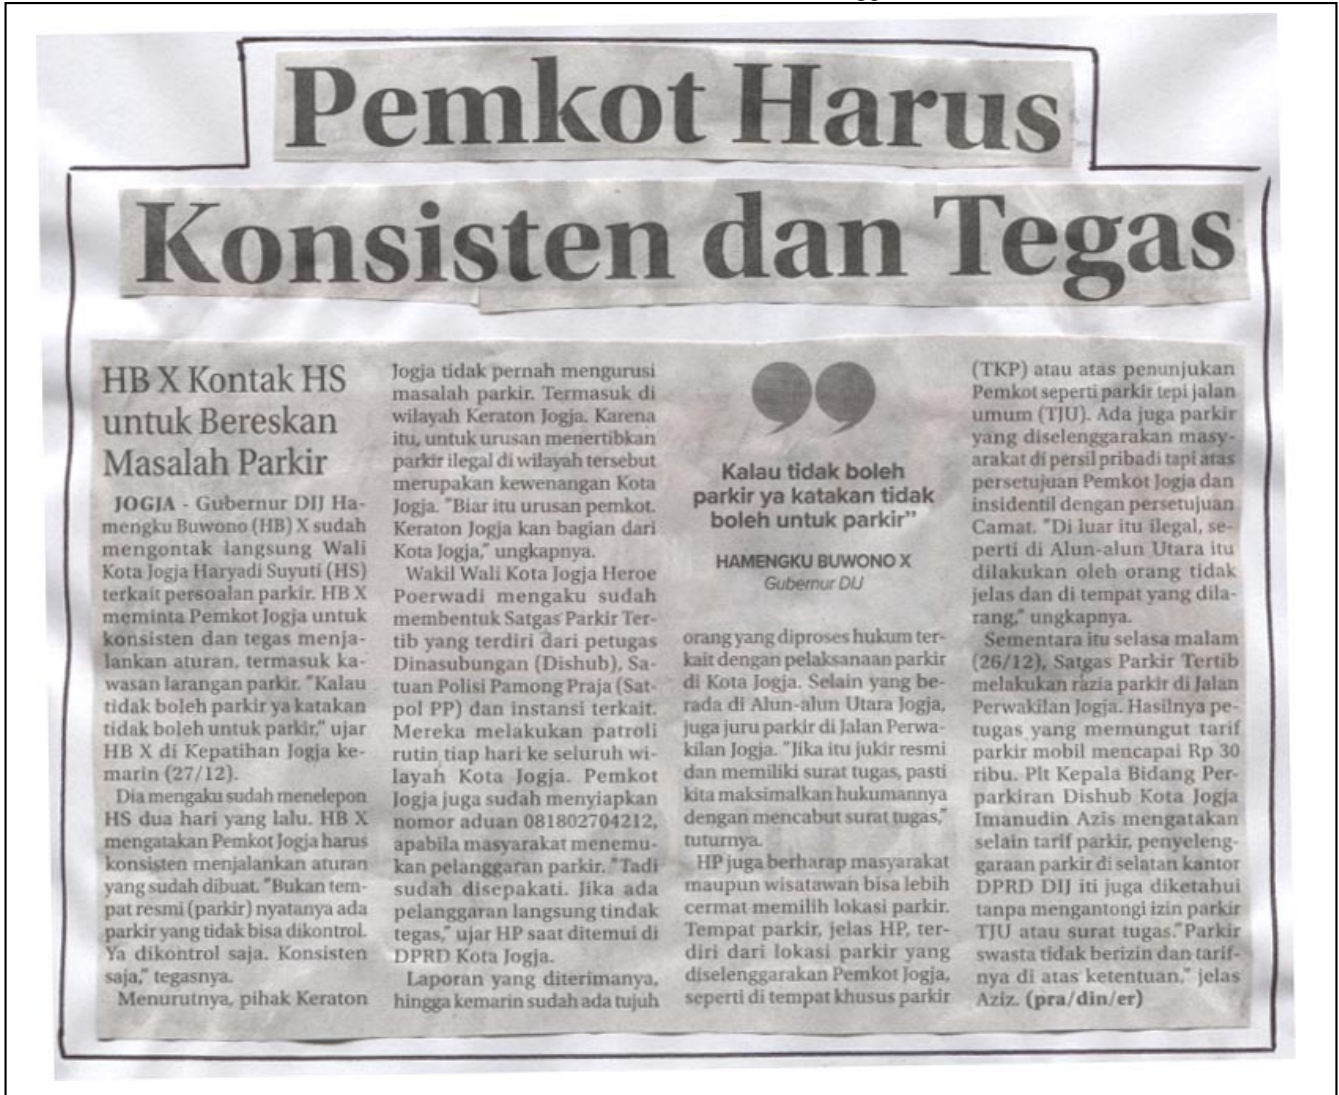 Pemkot Harus
Konsisten dan Tegas
HB X Kontak HS
untuk Bereskan
Masalah Parkir
JOGJA - Gubernur DIJ Ha-
mengku Buwono (HB) X sudah
mengontak langsung Wali
Kota Jogja Haryadi Suyuti (HS)
terkait persoalan parkir. HB X
meminta Pemkot Jogja untuk
konsisten dan tegas menja-
lankan aturan, termasuk ka-
wasan larangan parkir. "Kalau
tidak boleh parkir ya katakan
tidak boleh untuk parkir," ujar
HB X di Kepatihan Jogja ke-
marin (27/12).
Dia mengaku sudah menelepon
HS dua hari yang lalu. HB X
mengatakan Pemkot Jogja harus
konsisten menjalankan aturan
yang sudah dibuat. "Bukan tem-
pat resmi (parkir) nyatanya ada
parkir yang tidak bisa dikontrol.
Ya dikontrol saja. Konsisten
saja," tegasnya.
Menurutnya, pihak Keraton
Jogja tidak pernah mengurusi
masalah parkir. Termasuk di
wilayah Keraton Jogja. Karena
itu, untuk urusan menertibkan
parkir ilegal di wilayah tersebut
merupakan kewenangan Kota
Jogja. "Biar itu urusan pemkot.
Keraton Jogja kan bagian dari
Kota Jogja," ungkapnya.
Wakil Wali Kota Jogja Heroe
Poerwadi mengaku sudah
membentuk Satgas Parkir Ter-
tib yang terdiri dari petugas
Dinasubungan (Dishub), Sa-
tuan Polisi Pamong Praja (Sat-
pol PP) dan instansi terkait.
Mereka melakukan patroli
rutin tiap hari ke seluruh wi-
layah Kota Jogja. Pemkot
Jogja juga sudah menyiapkan
nomor aduan 081802704212,
apabila masyarakat menemu-
kan pelanggaran parkir. "Tadi
sudah disepakati. Jika ada
pelanggaran langsung tindak
tegas," ujar HP saat ditemui di
DPRD Kota Jogja.
Laporan yang diterimanya,
hingga kemarin sudah ada tujuh
Kalau tidak boleh
parkir ya katakan tidak
boleh untuk parkir”
HAMENGKU BUWONO X
Gubernur DIJ
orang yang diproses hukum ter-
kait dengan pelaksanaan parkir
di Kota Jogja. Selain yang be-
rada di Alun-alun Utara Jogja,
juga juru parkir di Jalan Perwa-
kilan Jogja. "Jika itu jukir resmi
dan memiliki surat tugas, pasti
kita maksimalkan hukumannya
dengan mencabut surat tugas,"
tuturnya.
HP juga berharap masyarakat
maupun wisatawan bisa lebih
cermat memilih lokasi parkir.
Tempat parkir, jelas HP, ter-
diri dari lokasi parkir yang
diselenggarakan Pemkot Jogja,
seperti di tempat khusus parkir
(TKP) atau atas penunjukan
Pemkot seperti parkir tepi jalan
umum (TJU). Ada juga parkir
yang diselenggarakan masy-
arakat di persil pribadi tapi atas
persetujuan Pemkot Jogja dan
insidentil dengan persetujuan
Camat. "Di luar itu ilegal, se-
perti di Alun-alun Utara itu
dilakukan oleh orang tidak
jelas dan di tempat yang dila-
rang," ungkapnya.
Sementara itu selasa malam
(26/12), Satgas Parkir Tertib
melakukan razia parkir di Jalan
Perwakilan Jogja. Hasilnya pe-
tugas yang memungut tarif
parkir mobil mencapai Rp 30
ribu. Plt Kepala Bidang Per-
parkiran Dishub Kota Jogja
Imanudin Azis mengatakan
selain tarif parkir, penyeleng-
garaan parkir di selatan kantor
DPRD DIJ iti juga diketahui
tanpa mengantongi izin parkir
TJU atau surat tugas."Parkir
swasta tidak berizin dan tarif-
nya di atas ketentuan," jelas
Aziz. (pra/din/er)